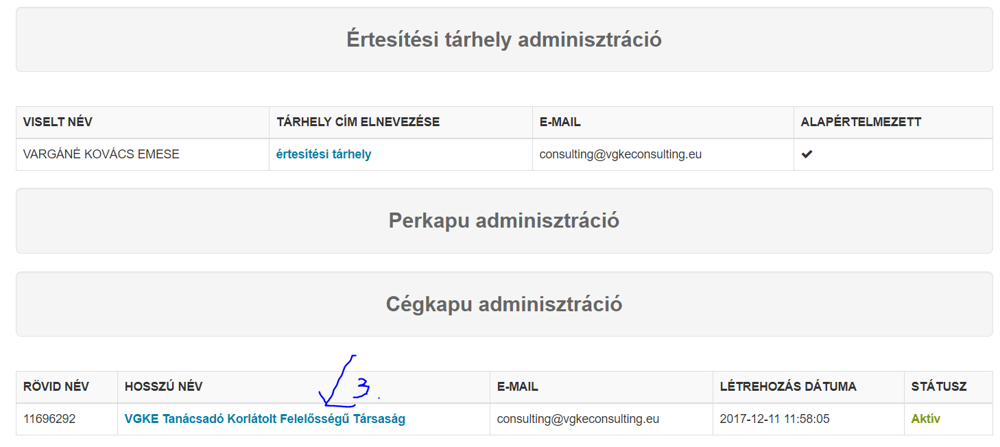 Értesítési tárhely adminisztráció
VISELT NÉV TÁRHELY CÍM ELNEVEZÉSE E-MAIL ALAPÉRTELMEZETT
VARGÁNÉ KOVÁCS EMESE értesítési tárhely consulting@vgkeconsulting.eu ✔
Perkapu adminisztráció
Cégkapu adminisztráció
3.
RÖVID NÉV HOSSZÚ NÉV E-MAIL LÉTREHOZÁS DÁTUMA STÁTUSZ
11696292 VGKE Tanácsadó Korlátolt Felelősségű Társaság consulting@vgkeconsulting.eu 2017-12-11 11:58:05 Aktív